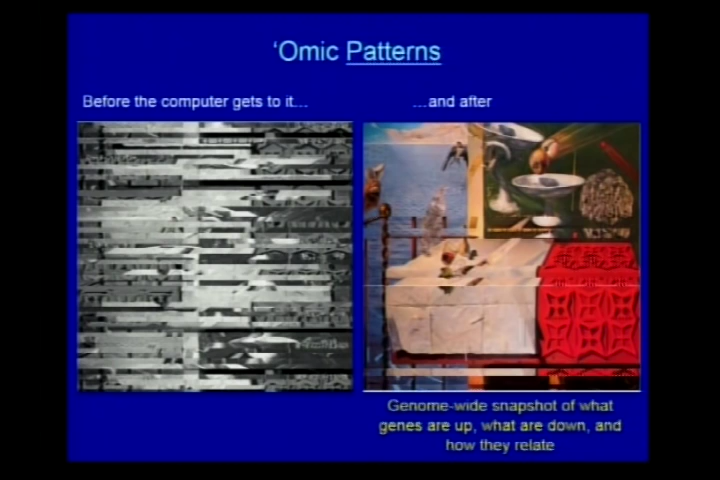 ‘Omic Patterns
Before the computer gets to it...
...and after
Genome-wide snapshot of what
genes are up, what are down, and
how they relate